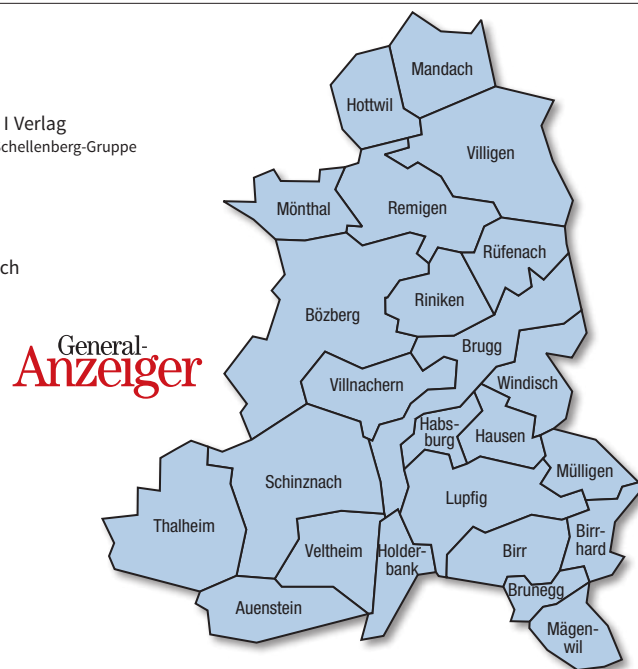 I Verlag
Schellenberg-Gruppe
ch
General-
Anzeiger
Mandach
Hottwil
Villigen
Mönthal
Remigen
Rüfenach
Riniken
Bözberg
Brugg
Villnachern
Windisch
Habs-
burg
Hausen
Mülligen
Schinznach
Lupfig
Thalheim
Veltheim
Holder-
bank
Birr
Birr-
hard
Brunegg
Auenstein
Mägen-
wil